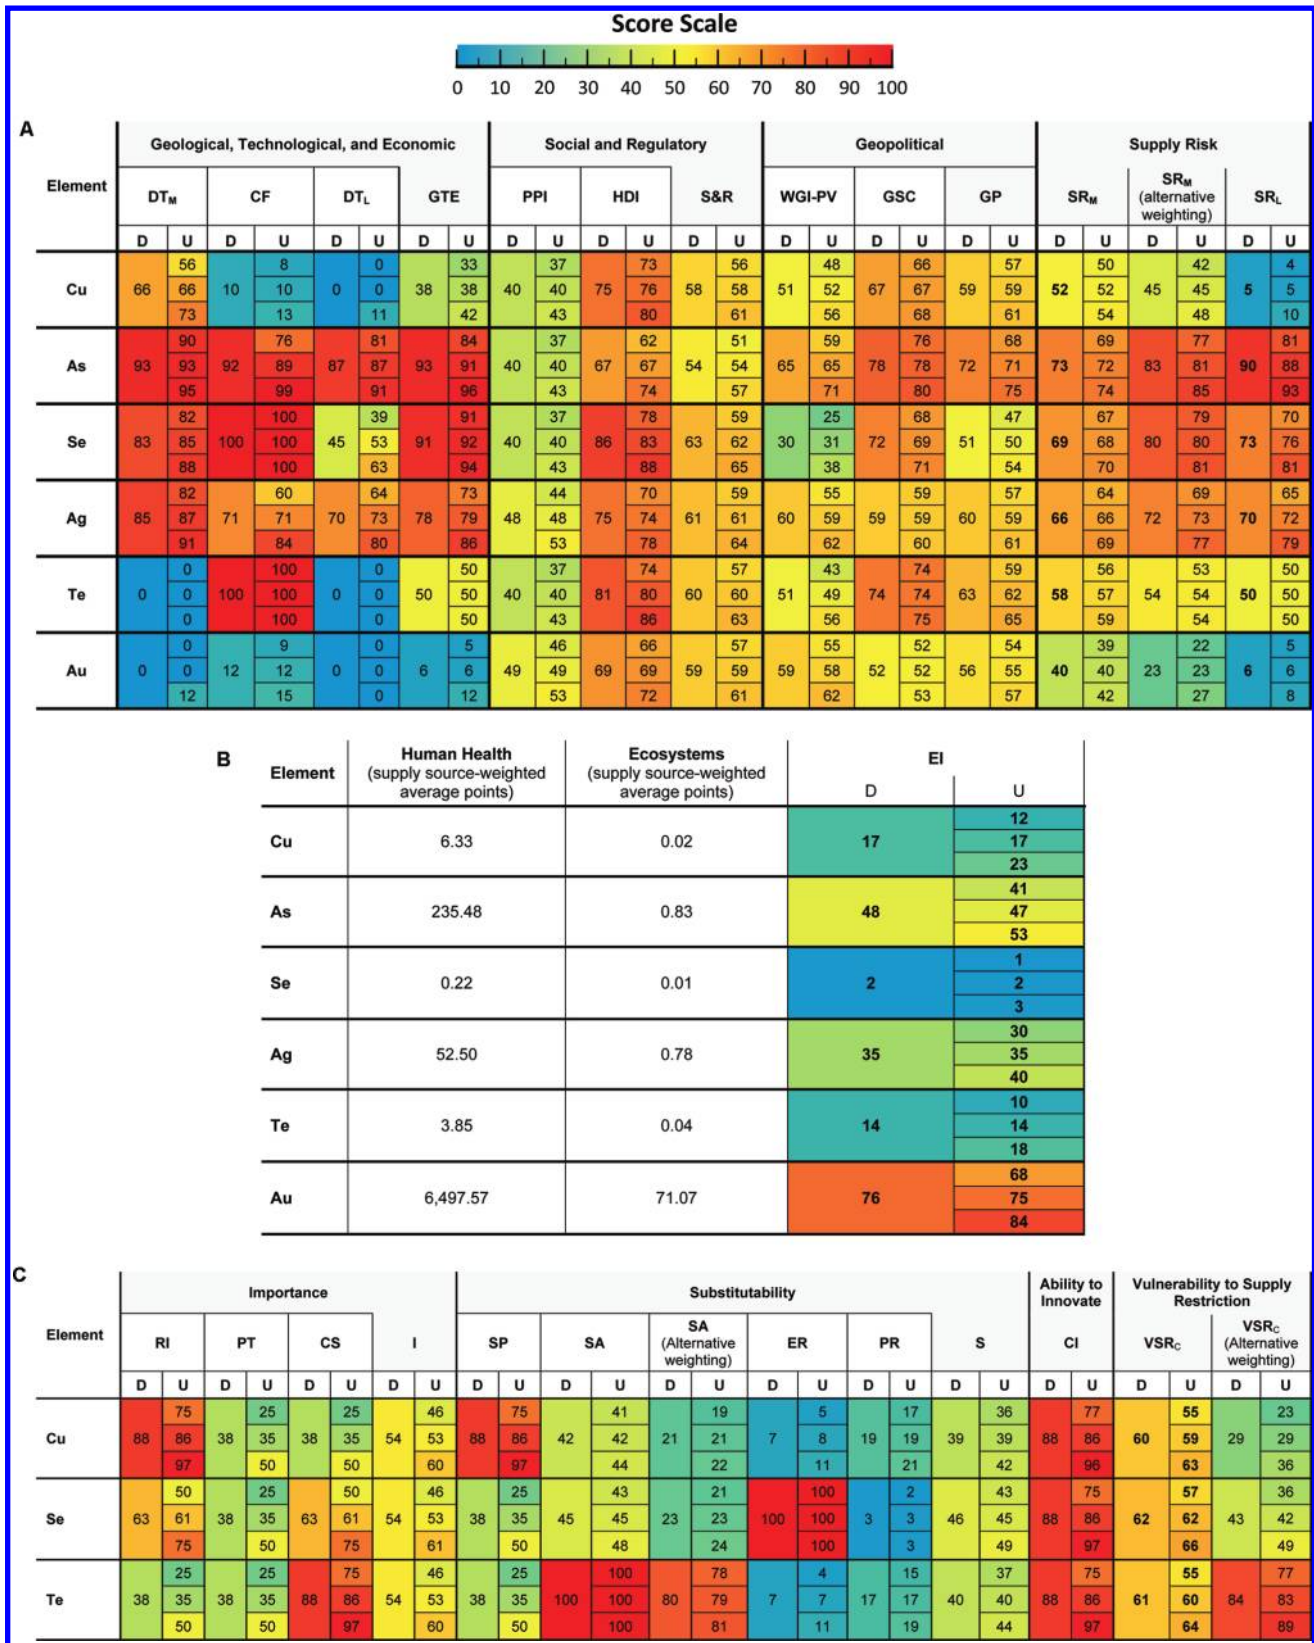 Score Scale
0 10 20 30 40 50 60 70 80 90 100
A
Element
Geological, Technological, and Economic Social and Regulatory Geopolitical Supply Risk
DTM CF DTL GTE PPI HDI S&R WGI-PV GSC GP SRM SRM (alternative weighting) SRL
D U D U D U D U D U D U D U D U D U D U D U D U D U
56 8 0 33 37 73 56 48 66 57 50 42 4
Cu 66 66 10 10 0 0 38 38 40 40 75 76 58 58 51 52 67 67 59 59 52 52 45 45 5 5
73 13 11 42 43 80 61 56 68 61 54 48 10
90 76 81 84 37 62 51 59 76 68 69 77 81
As 93 93 92 89 87 87 93 91 40 40 67 67 54 54 65 65 78 78 72 71 73 72 83 81 90 88
95 99 91 96 43 74 57 71 80 75 74 85 93
82 100 39 91 37 78 59 25 68 47 67 79 70
Se 83 85 100 100 45 53 91 92 40 40 86 83 63 62 30 31 72 69 51 50 69 68 80 80 73 76
88 100 63 94 43 88 65 38 71 54 70 81 81
82 60 64 73 44 70 59 55 59 57 64 69 65
Ag 85 87 71 71 70 73 78 79 48 48 75 74 61 61 60 59 59 59 60 59 66 66 72 73 70 72
91 84 80 86 53 78 64 62 60 61 69 77 79
0 100 0 50 37 74 57 43 74 59 56 53 50
Te 0 0 100 100 0 0 50 50 40 40 81 80 60 60 51 49 74 74 63 62 58 57 54 54 50 50
0 100 0 50 43 86 63 56 75 65 59 54 50
0 9 0 5 46 66 57 55 52 54 39 22 5
Au 0 0 12 12 0 0 6 6 49 49 69 69 59 59 59 58 52 52 56 55 40 40 23 23 6 6
12 15 0 12 53 72 61 62 53 57 42 27 8
B
Element Human Health (supply source-weighted average points) Ecosystems (supply source-weighted average points) EI
D U
12
Cu 6.33 0.02 17 17
23
41
As 235.48 0.83 48 47
53
1
Se 0.22 0.01 2 2
3
30
Ag 52.50 0.78 35 35
40
10
Te 3.85 0.04 14 14
18
68
Au 6,497.57 71.07 76 75
84
C
Element
Importance Substitutability Ability to Innovate Vulnerability to Supply Restriction
RI PT CS I SP SA SA (Alternative weighting) ER PR S CI VSRC VSRC (Alternative weighting)
D U D U D U D U D U D U D U D U D U D U D U D U D U
75 25 25 46 75 41 19 5 17 36 77 55 23
Cu 88 86 38 35 38 35 54 53 88 86 42 42 21 21 7 8 19 19 39 39 88 86 60 59 29 29
97 50 50 60 97 44 22 11 21 42 96 63 36
50 25 50 46 25 43 21 100 2 43 75 57 36
Se 63 61 38 35 63 61 54 53 38 35 45 45 23 23 100 100 3 3 46 45 88 86 62 62 43 42
75 50 75 61 50 48 24 100 3 49 97 66 49
25 25 75 46 25 100 78 4 15 37 75 55 77
Te 38 35 38 35 88 86 54 53 38 35 100 100 80 79 7 7 17 17 40 40 88 86 61 60 84 83
50 50 97 60 50 100 81 11 19 44 97 64 89